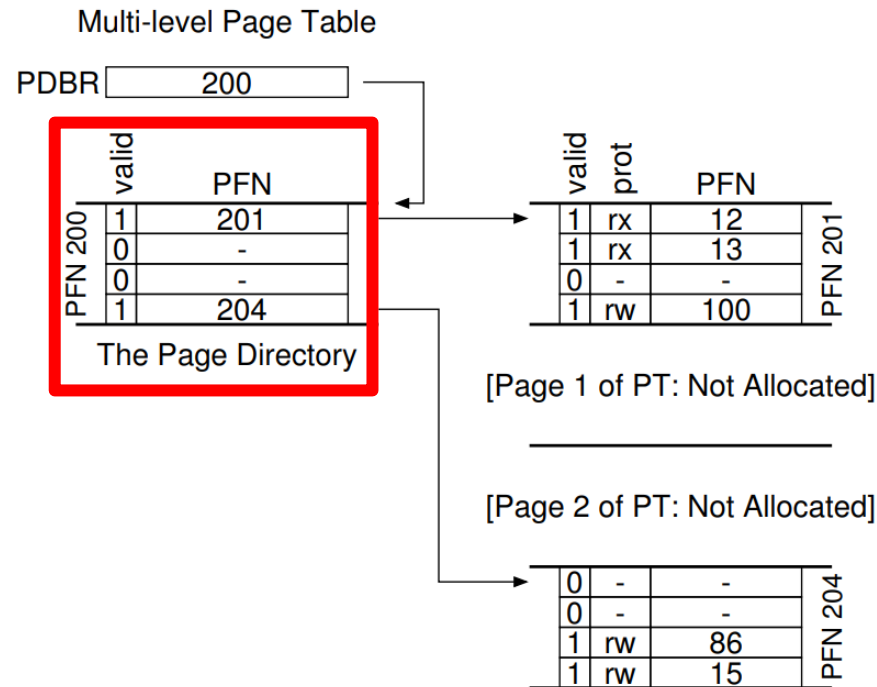 Multi-level Page Table
PDBR 200
valid PFN
PFN 200
1 201
0 -
0 -
1 204
The Page Directory
valid prot PFN
1 rx 12
1 rx 13
0 - -
1 rw 100
PFN 201
[Page 1 of PT: Not Allocated]
[Page 2 of PT: Not Allocated]
0 - -
0 - -
1 rw 86
1 rw 15
PFN 204